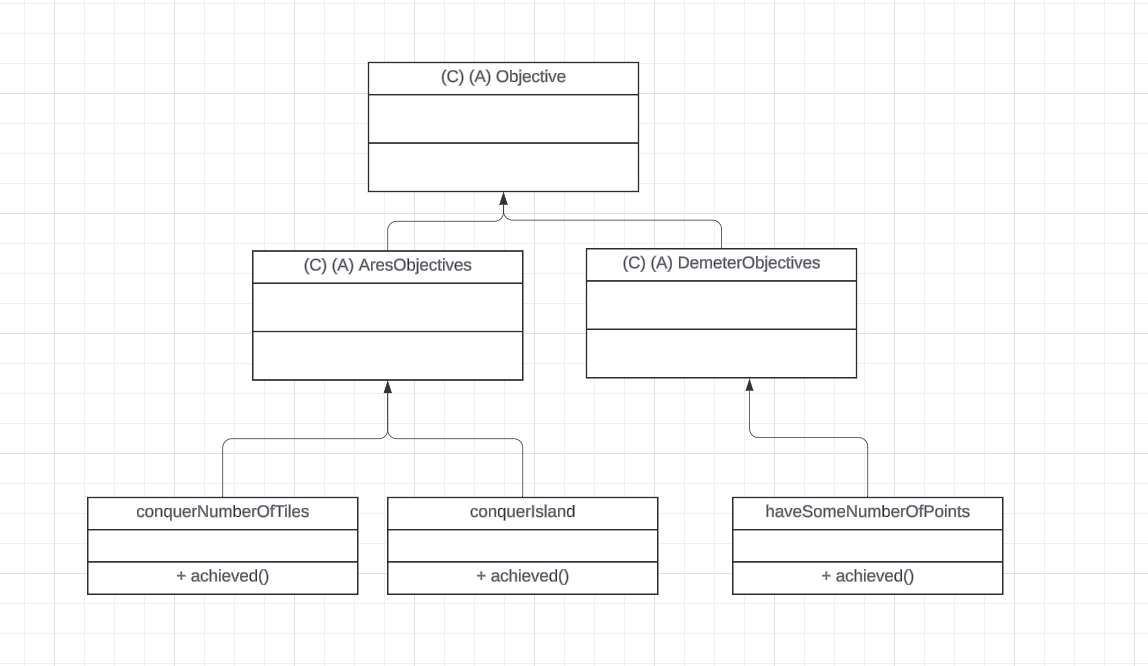 (C) (A) Objective
(C) (A) AresObjectives
(C) (A) DemeterObjectives
conquerNumberOfTiles
conquerIsland
haveSomeNumberOfPoints
+ achieved()
+ achieved()
+ achieved()